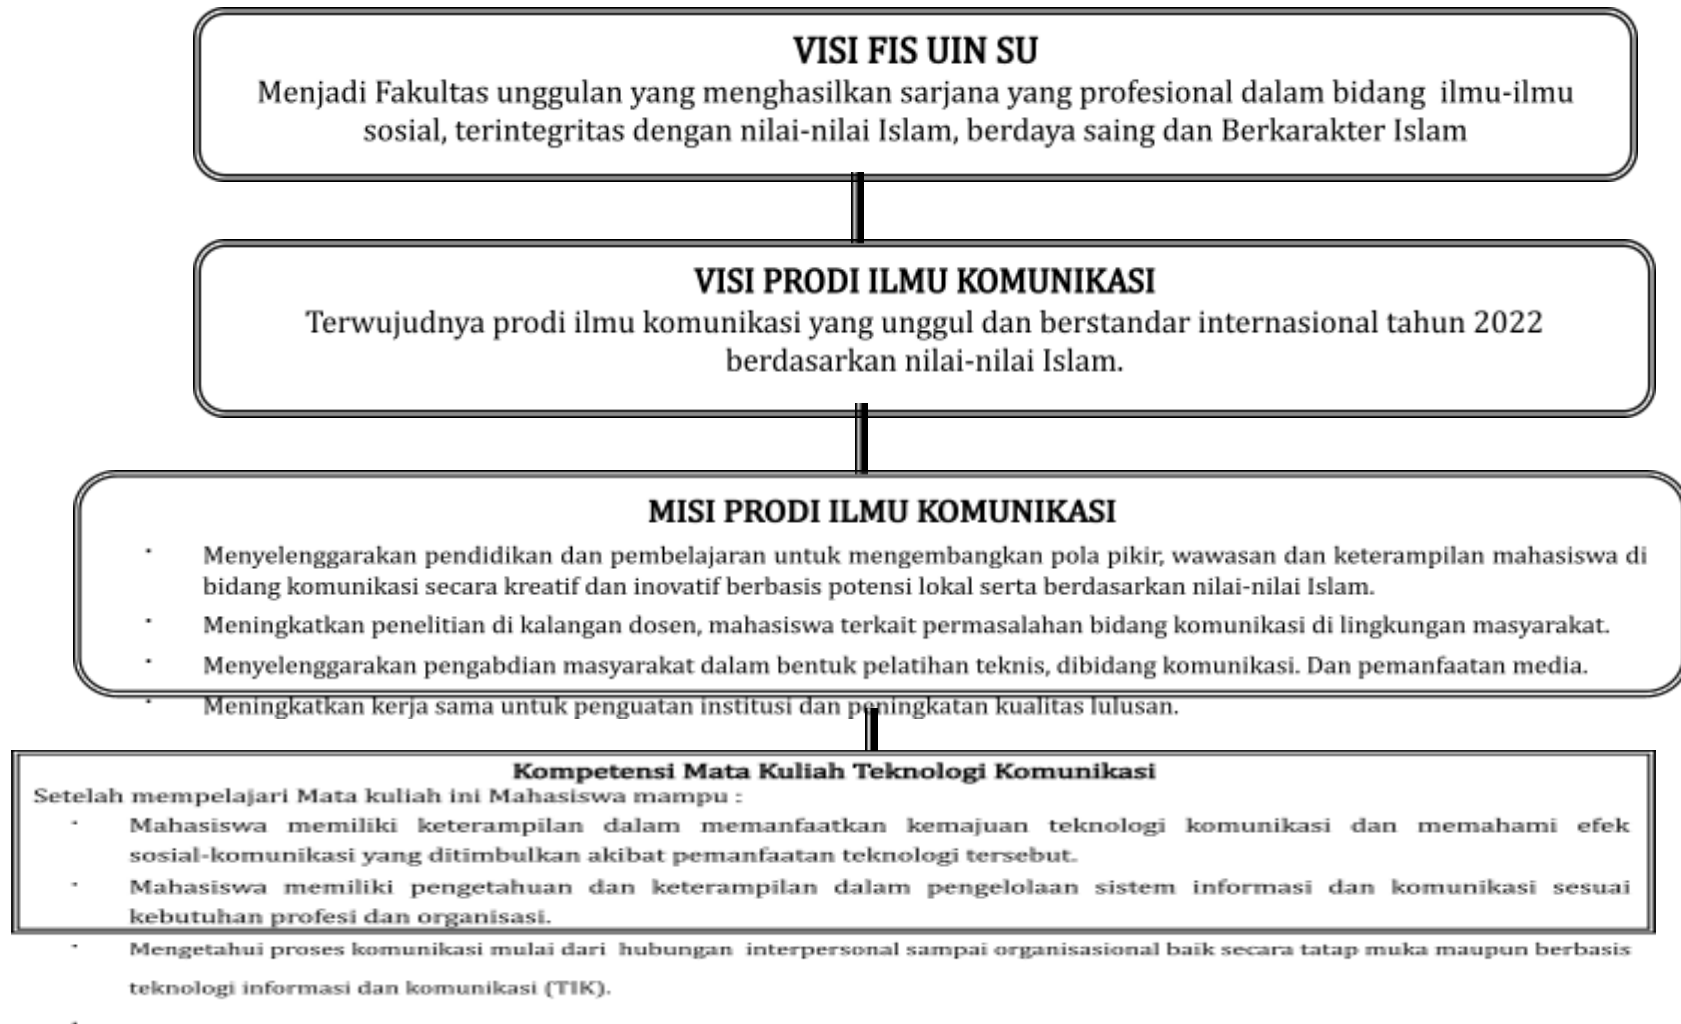 VISI FIS UIN SU
Menjadi Fakultas unggulan yang menghasilkan sarjana yang profesional dalam bidang ilmu-ilmu
sosial, terintegritas dengan nilai-nilai Islam, berdaya saing dan Berkarakter Islam
VISI PRODI ILMU KOMUNIKASI
Terwujudnya prodi ilmu komunikasi yang unggul dan berstandar internasional tahun 2022
berdasarkan nilai-nilai Islam.
MISI PRODI ILMU KOMUNIKASI
· Menyelenggarakan pendidikan dan pembelajaran untuk mengembangkan pola pikir, wawasan dan keterampilan mahasiswa di
bidang komunikasi secara kreatif dan inovatif berbasis potensi lokal serta berdasarkan nilai-nilai Islam.
· Meningkatkan penelitian di kalangan dosen, mahasiswa terkait permasalahan bidang komunikasi di lingkungan masyarakat.
· Menyelenggarakan pengabdian masyarakat dalam bentuk pelatihan teknis, dibidang komunikasi. Dan pemanfaatan media.
· Meningkatkan kerja sama untuk penguatan institusi dan peningkatan kualitas lulusan.
Kompetensi Mata Kuliah Teknologi Komunikasi
Setelah mempelajari Mata kuliah ini Mahasiswa mampu :
· Mahasiswa memiliki keterampilan dalam memanfaatkan kemajuan teknologi komunikasi dan memahami efek
sosial-komunikasi yang ditimbulkan akibat pemanfaatan teknologi tersebut.
· Mahasiswa memiliki pengetahuan dan keterampilan dalam pengelolaan sistem informasi dan komunikasi sesuai
kebutuhan profesi dan organisasi.
· Mengetahui proses komunikasi mulai dari hubungan interpersonal sampai organisasional baik secara tatap muka maupun berbasis
teknologi informasi dan komunikasi (TIK).